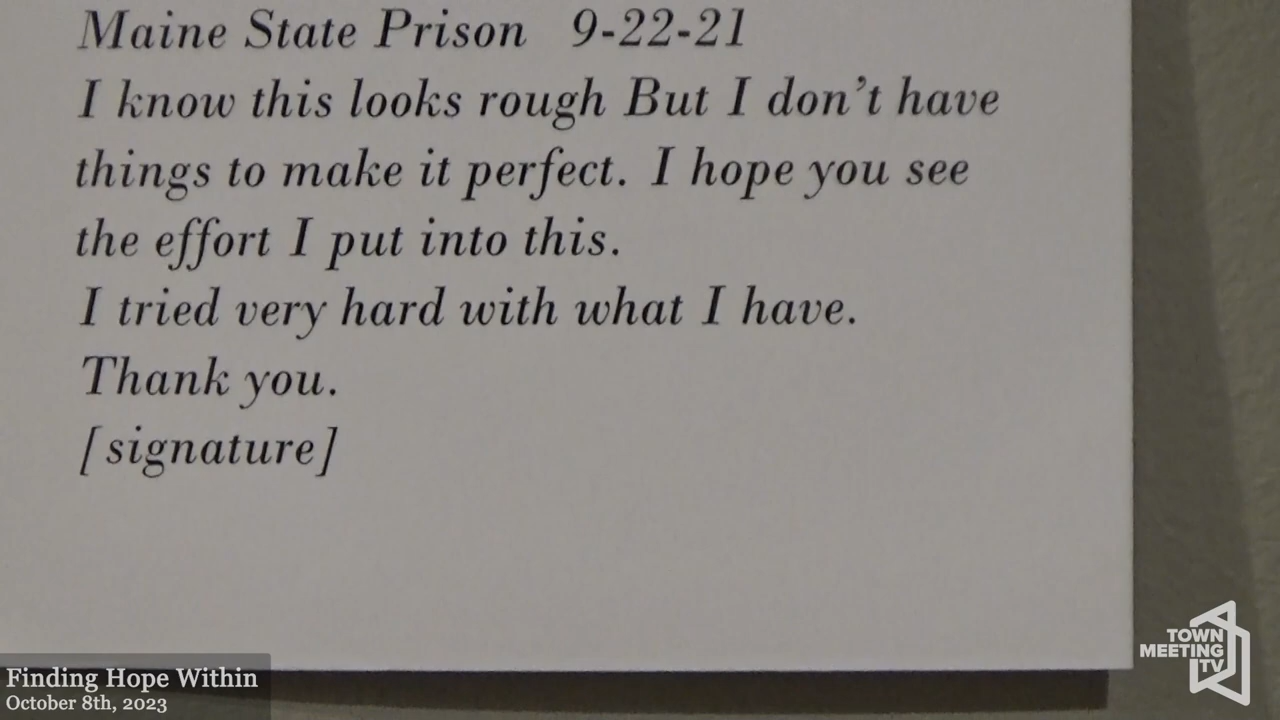 Maine State Prison 9-22-21
I know this looks rough But I don't have
things to make it perfect. I hope you see
the effort I put into this.
I tried very hard with what I have.
Thank you.
[signature]
Finding Hope Within
October 8th, 2023
TOWN
MEETING
TV